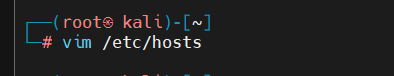 ┌──(root㉿ kali)-[~]
└─# vim /etc/hosts